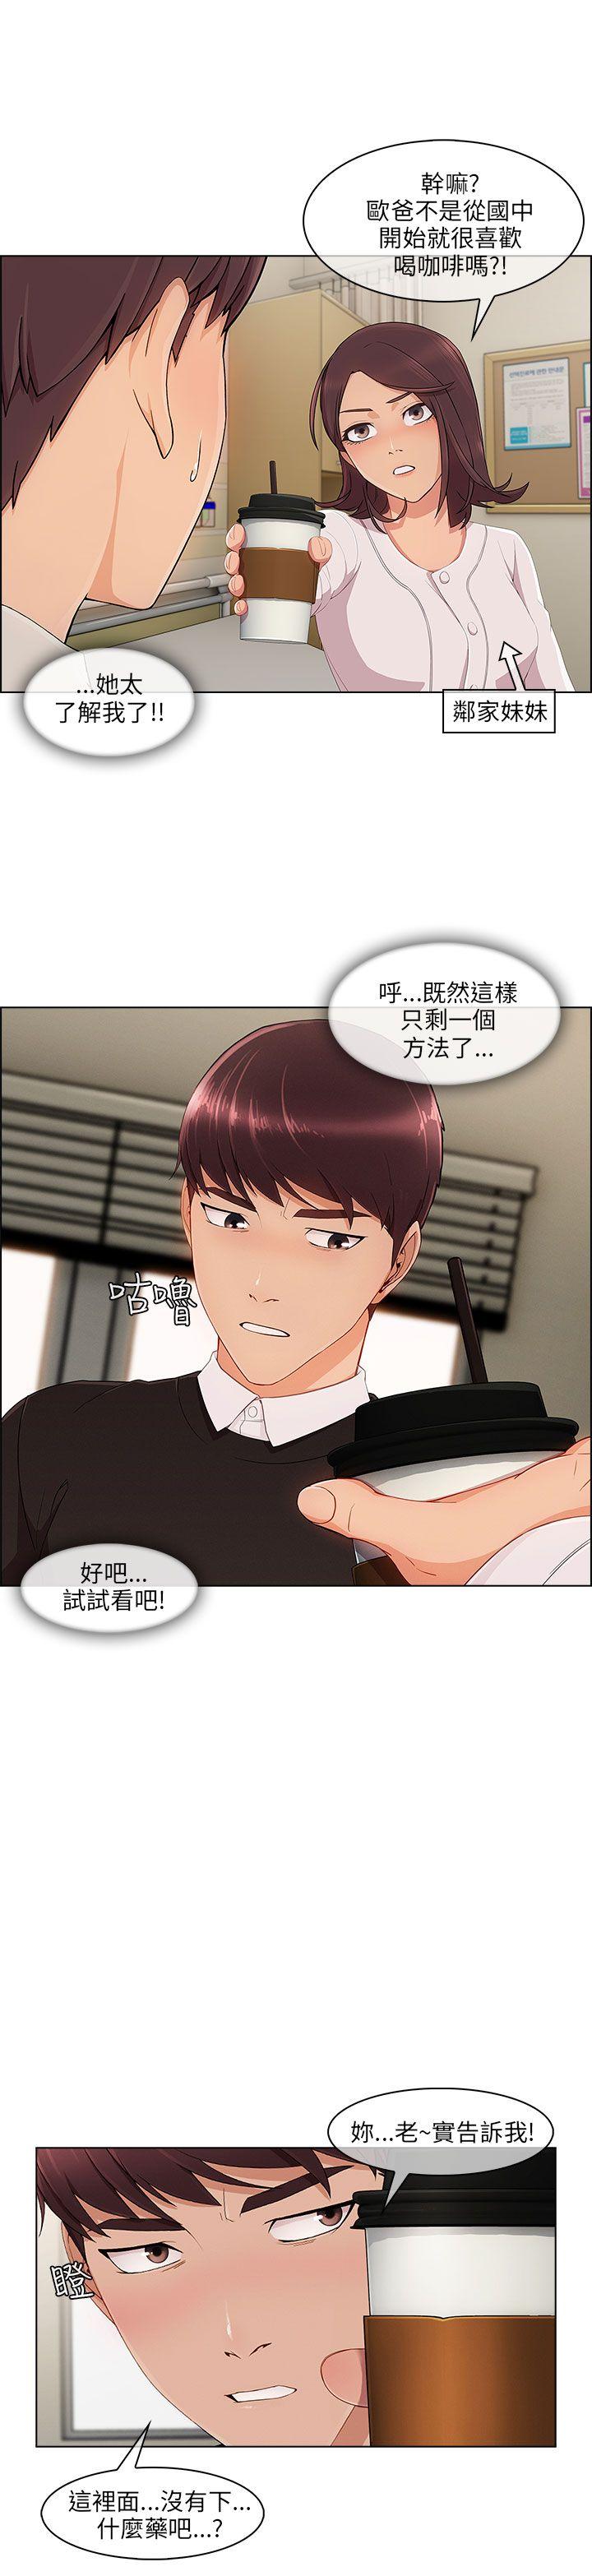 幹嘛?
歐爸不是從國中
開始就很喜歡
喝咖啡嗎?!
...她太
了解我了!!
鄰家妹妹
呼...既然這樣
只剩一個
方法了...
咕嚕
好吧...
試試看吧!
妳...老~實告訴我!
瞪
這裡面...沒有下...
什麼藥吧...?